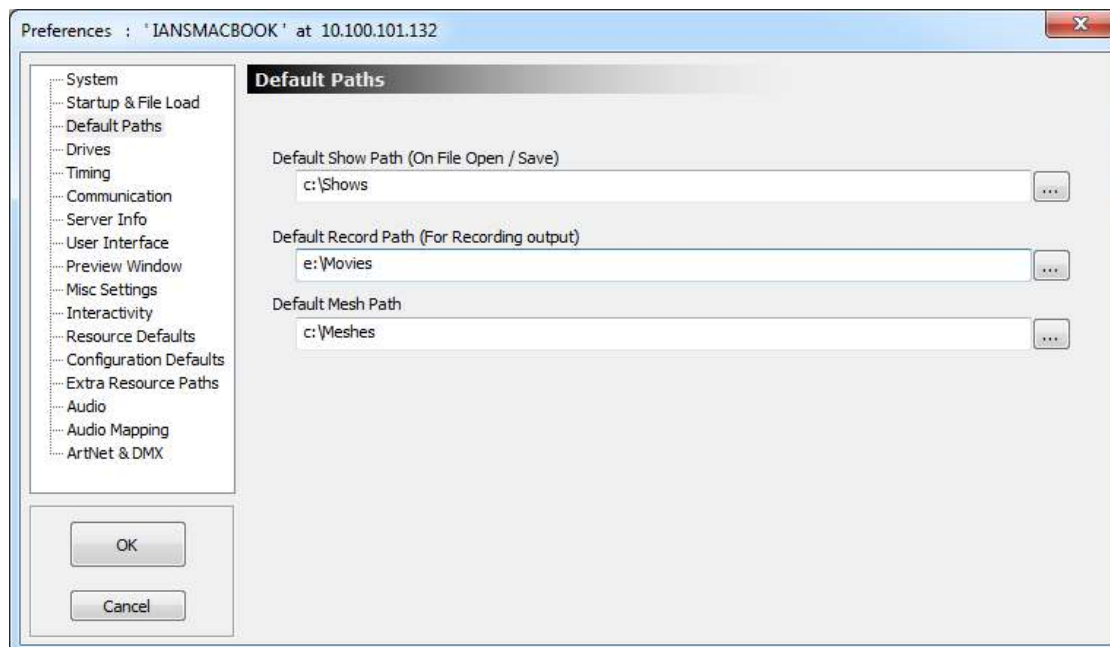 Preferences : ' IANSMACBOOK ' at 10.100.101.132
X
System
Startup & File Load
Default Paths
Drives
Timing
Communication
Server Info
User Interface
Preview Window
Misc Settings
Interactivity
Resource Defaults
Configuration Defaults
Extra Resource Paths
Audio
Audio Mapping
ArtNet & DMX
OK
Cancel
Default Paths
Default Show Path (On File Open / Save)
c:\Shows
...
Default Record Path (For Recording output)
e:\Movies
...
Default Mesh Path
c:\Meshes
...